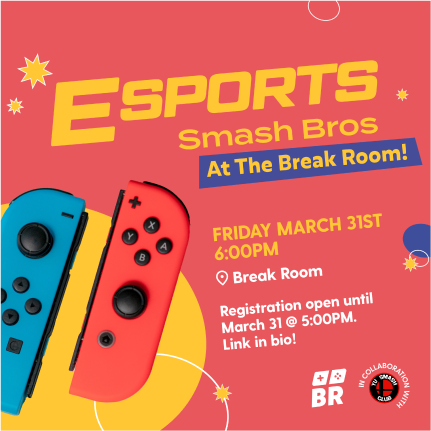 ESPORTS
Smash Bros
At The Break Room!
FRIDAY MARCH 31ST
6:00PM
Break Room
Registration open until
March 31 @ 5:00PM.
Link in bio!
X
Y
A
B
BR
IN COLLABORATION WITH
YU SMASH
CLUB